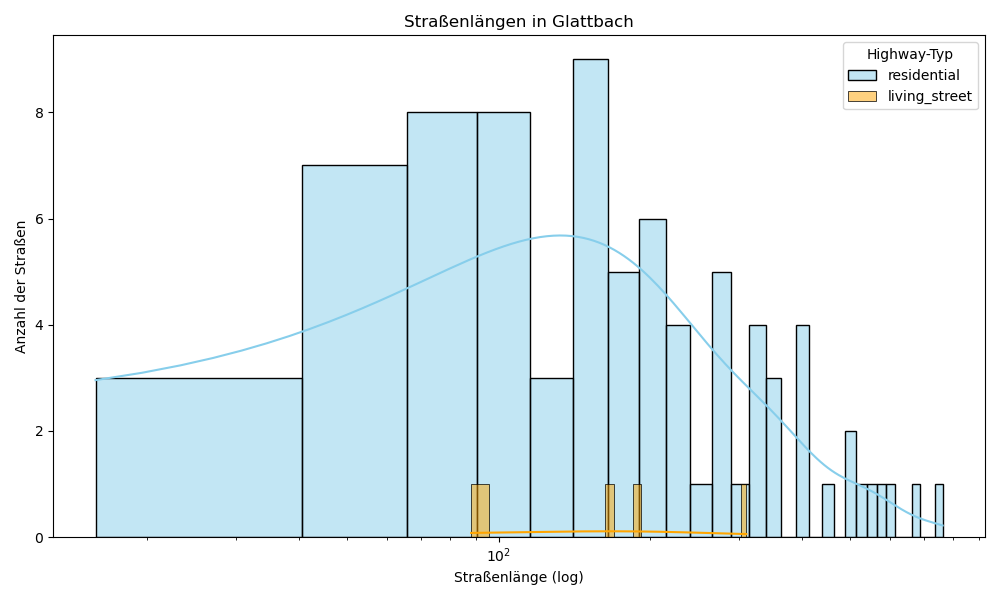 Straßenlängen in Glattbach
Highway-Typ
residential
living_street
Anzahl der Straßen
8
6
4
2
0
10²
Straßenlänge (log)